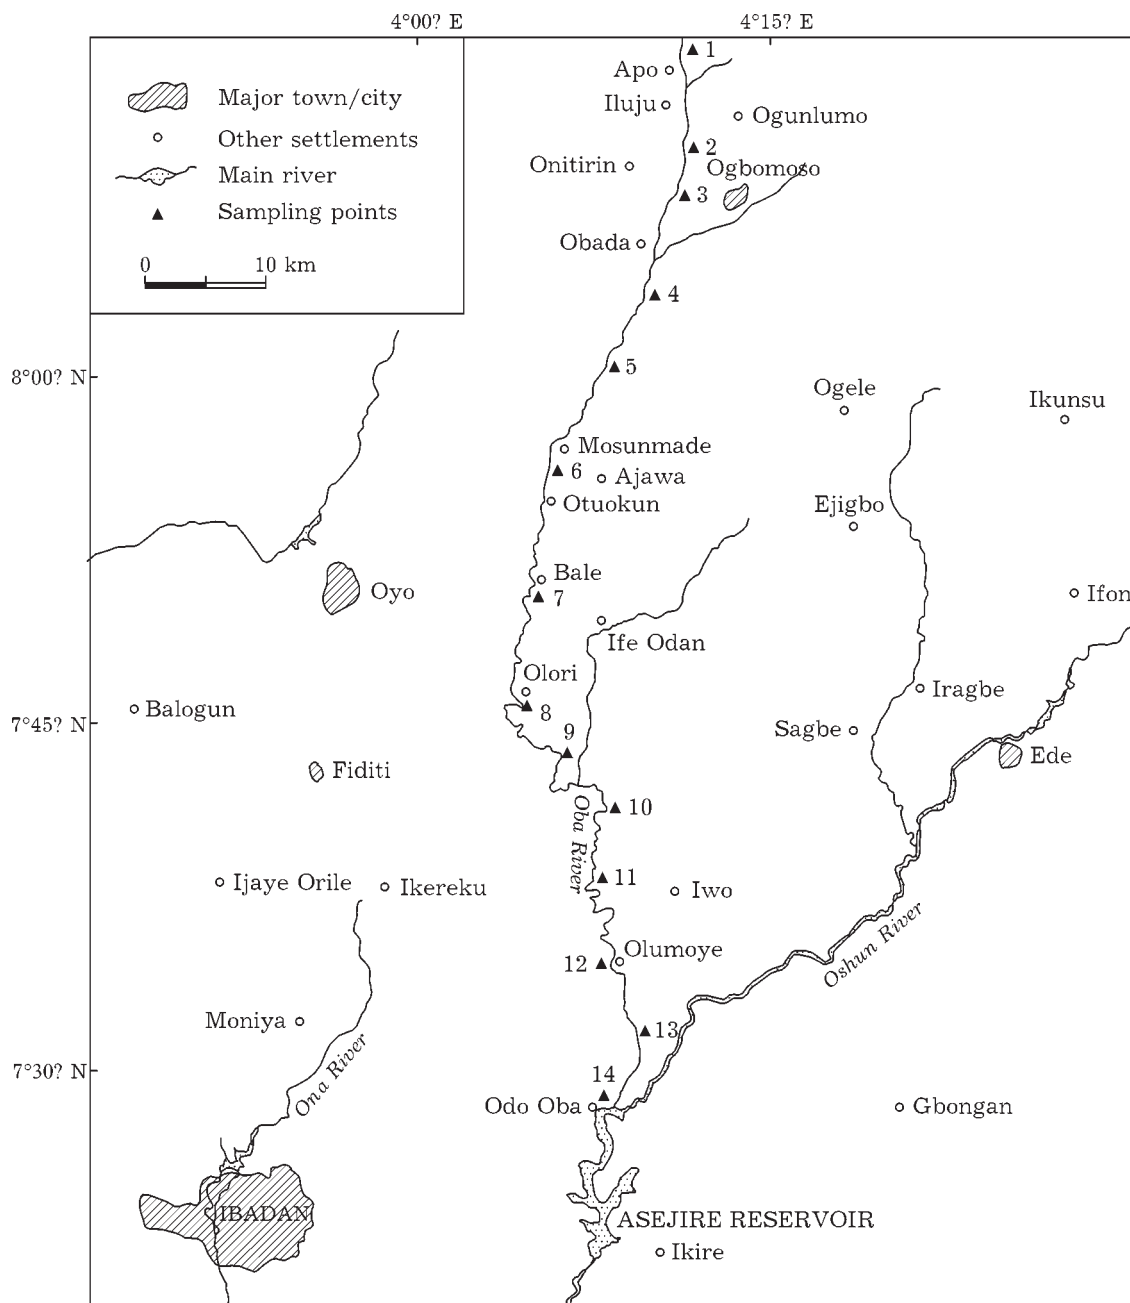 4°00? E
4°15? E
Major town/city
Other settlements
Main river
Sampling points
0
10 km
1
Apo
Iluju
Ogunlumo
2
Onitirin
Ogbomoso
3
Obada
4
5
8°00? N
Ogele
Ikunsu
Mosunmade
6
Ajawa
Otuokun
Ejigbo
Bale
7
Oyo
Ifon
Ife Odan
Olori
8
Iragbe
Balogun
7°45? N
9
Sagbe
Ede
Fiditi
10
Oba River
11
Ijaye Orile
Ikereku
Iwo
Olumoye
12
Oshun River
Moniya
13
7°30? N
Ona River
14
Odo Oba
Gbongan
IBADAN
ASEJIRE RESERVOIR
Ikire